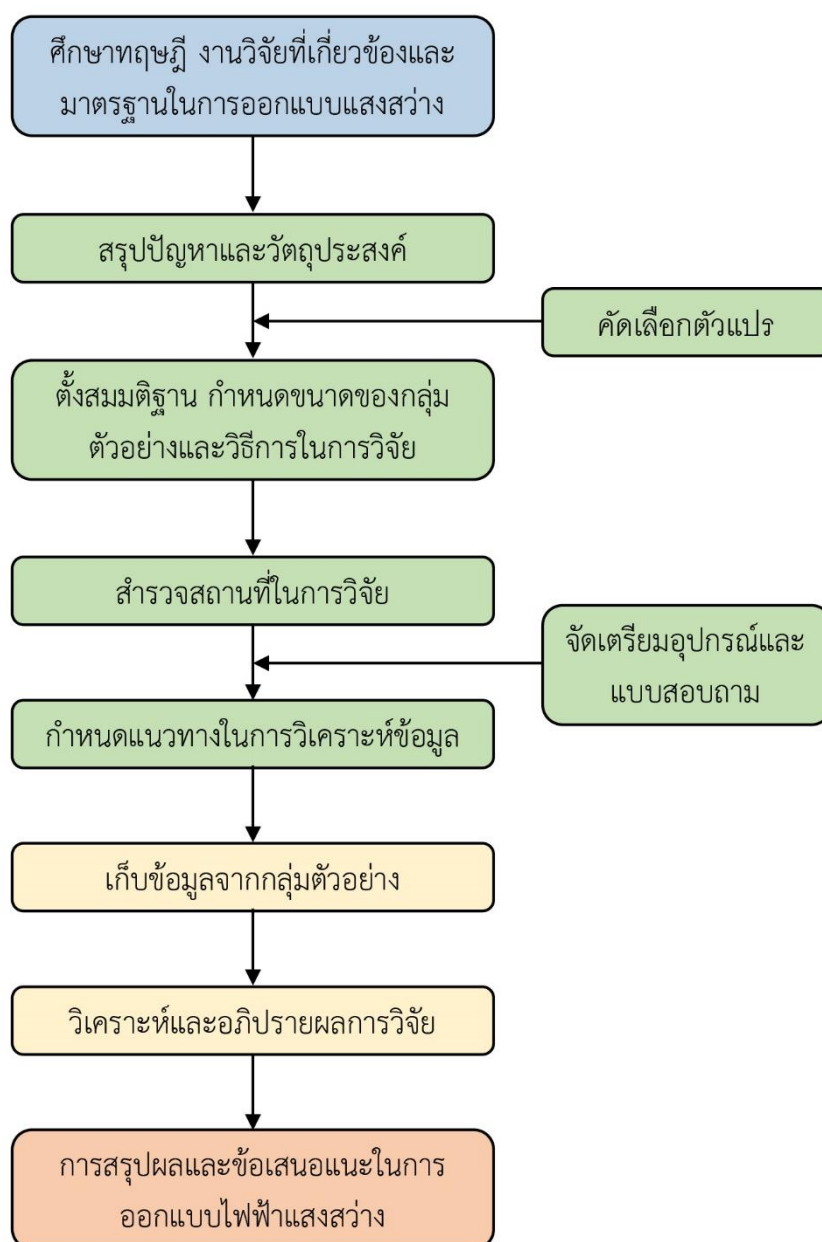 ศึกษาทฤษฎี งานวิจัยที่เกี่ยวข้องและ
มาตรฐานในการออกแบบแสงสว่าง
สรุปปัญหาและวัตถุประสงค์
คัดเลือกตัวแปร
ตั้งสมมติฐาน กำหนดขนาดของกลุ่ม
ตัวอย่างและวิธีการในการวิจัย
สำรวจสถานที่ในการวิจัย
จัดเตรียมอุปกรณ์และ
แบบสอบถาม
กำหนดแนวทางในการวิเคราะห์ข้อมูล
เก็บข้อมูลจากกลุ่มตัวอย่าง
วิเคราะห์และอภิปรายผลการวิจัย
การสรุปผลและข้อเสนอแนะในการ
ออกแบบไฟฟ้าแสงสว่าง